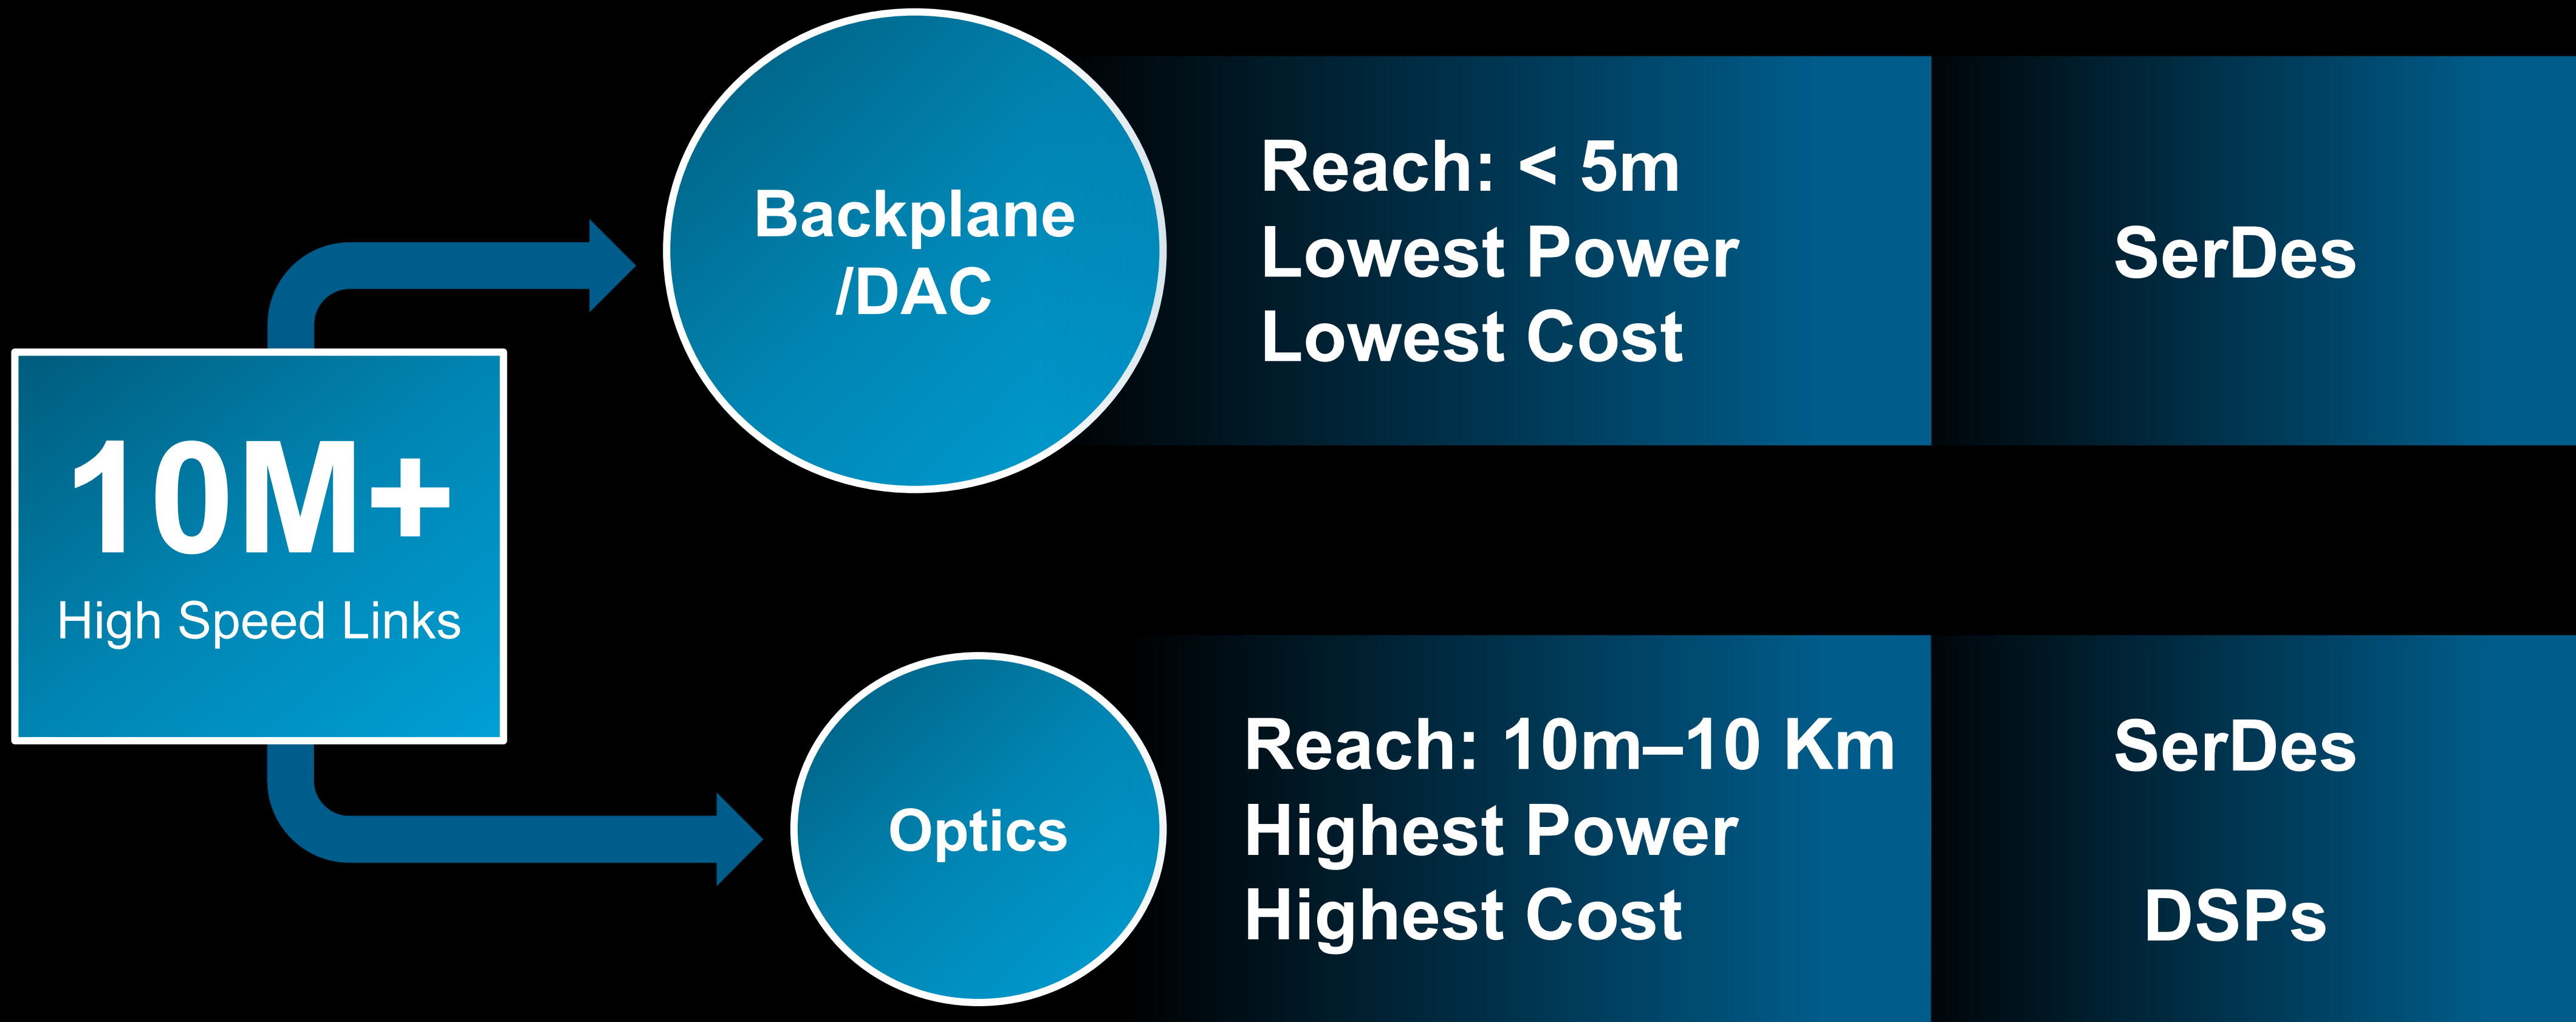 10M+
High Speed Links
Backplane
/DAC
Reach: < 5m
Lowest Power
Lowest Cost
SerDes
Optics
Reach: 10m–10 Km
Highest Power
Highest Cost
SerDes
DSPs